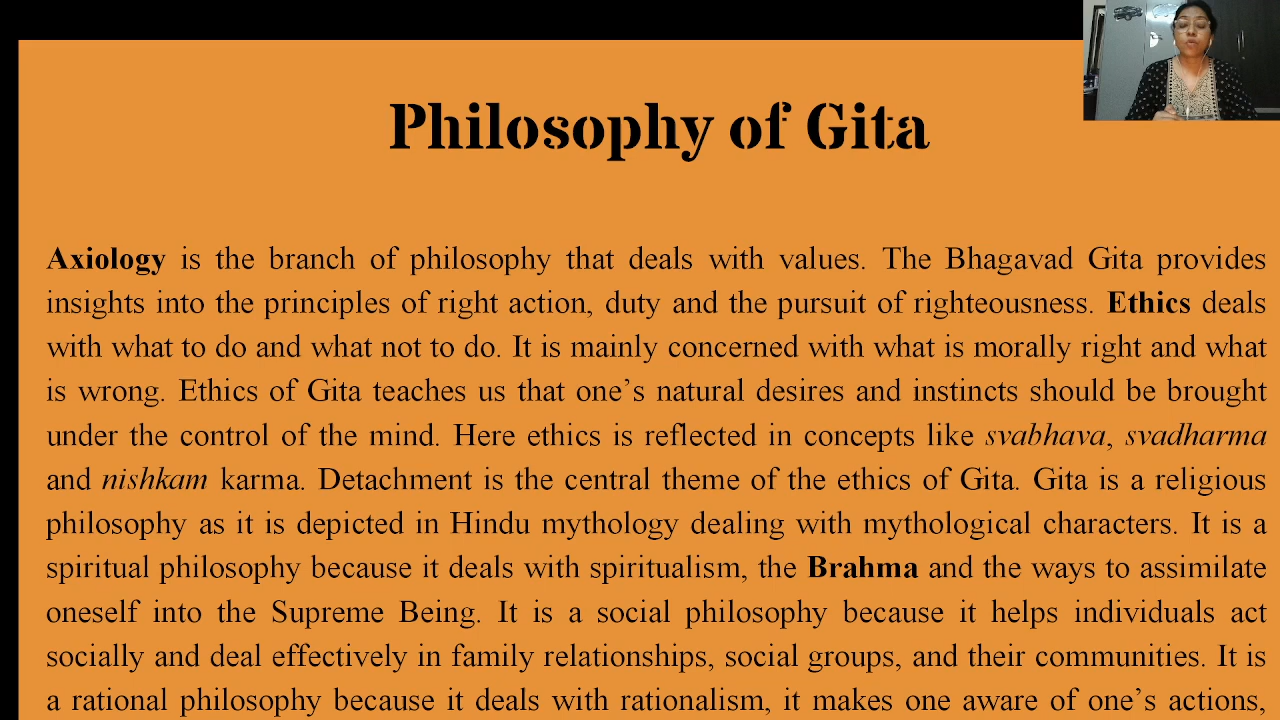 Philosophy of Gita
Axiology is the branch of philosophy that deals with values. The Bhagavad Gita provides
insights into the principles of right action, duty and the pursuit of righteousness. Ethics deals
with what to do and what not to do. It is mainly concerned with what is morally right and what
is wrong. Ethics of Gita teaches us that one’s natural desires and instincts should be brought
under the control of the mind. Here ethics is reflected in concepts like svabhava, svadharma
and nishkam karma. Detachment is the central theme of the ethics of Gita. Gita is a religious
philosophy as it is depicted in Hindu mythology dealing with mythological characters. It is a
spiritual philosophy because it deals with spiritualism, the Brahma and the ways to assimilate
oneself into the Supreme Being. It is a social philosophy because it helps individuals act
socially and deal effectively in family relationships, social groups, and their communities. It is
a rational philosophy because it deals with rationalism, it makes one aware of one’s actions,